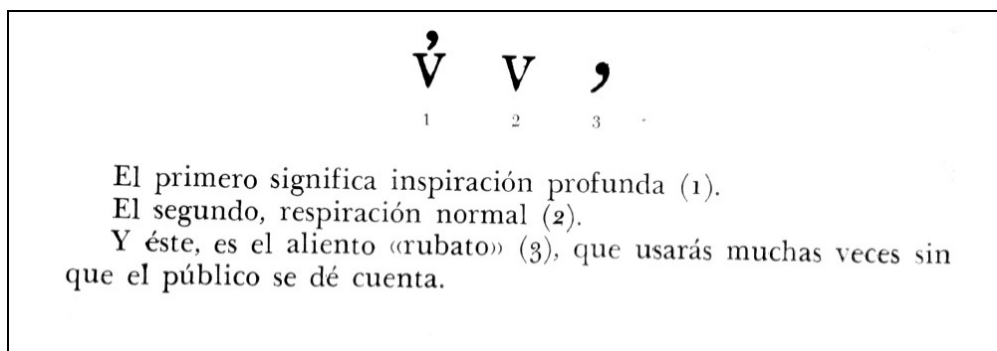 v̓ v ,
1 2 3
El primero significa inspiración profunda (1).
El segundo, respiración normal (2).
Y éste, es el aliento «rubato» (3), que usarás muchas veces sin
que el público se dé cuenta.